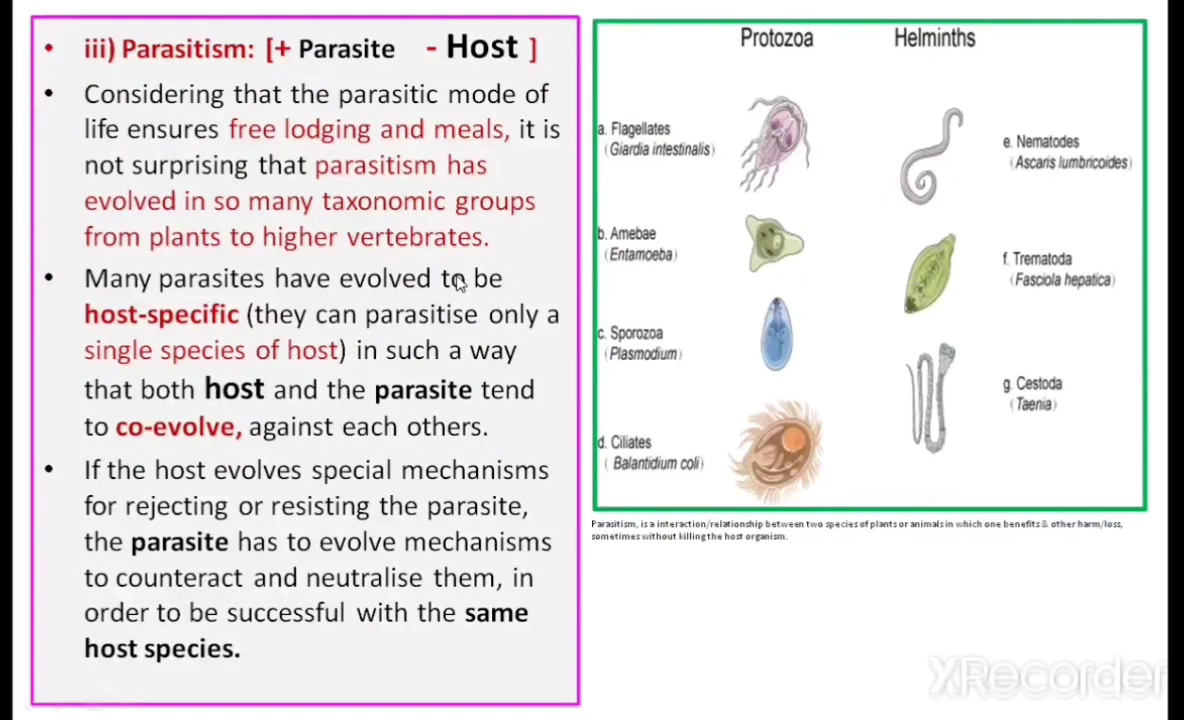 iii) Parasitism: [+ Parasite - Host ]
Considering that the parasitic mode of
life ensures free lodging and meals, it is
not surprising that parasitism has
evolved in so many taxonomic groups
from plants to higher vertebrates.
Many parasites have evolved to be
host-specific (they can parasitise only a
single species of host) in such a way
that both host and the parasite tend
to co-evolve, against each others.
If the host evolves special mechanisms
for rejecting or resisting the parasite,
the parasite has to evolve mechanisms
to counteract and neutralise them, in
order to be successful with the same
host species.
Protozoa
Helminths
a. Flagellates
(Giardia intestinalis)
b. Amebae
(Entamoeba)
c. Sporozoa
(Plasmodium)
d. Ciliates
( Balantidium coli)
e. Nematodes
(Ascaris lumbricoides)
f. Trematoda
(Fasciola hepatica)
g. Cestoda
(Taenia)
Parasitism, is a interaction/relationship between two species of plants or animals in which one benefits & other harm/loss,
sometimes without killing the host organism.
XRecorder